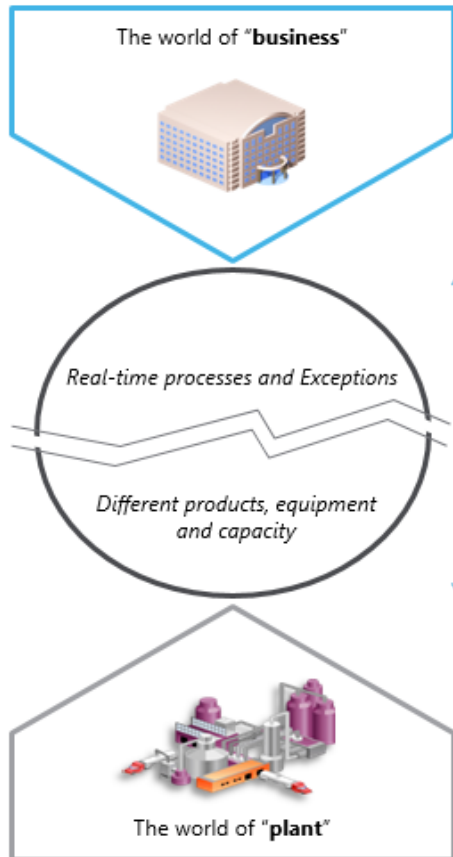 The world of “business”
Real-time processes and Exceptions
Different products, equipment
and capacity
The world of “plant”